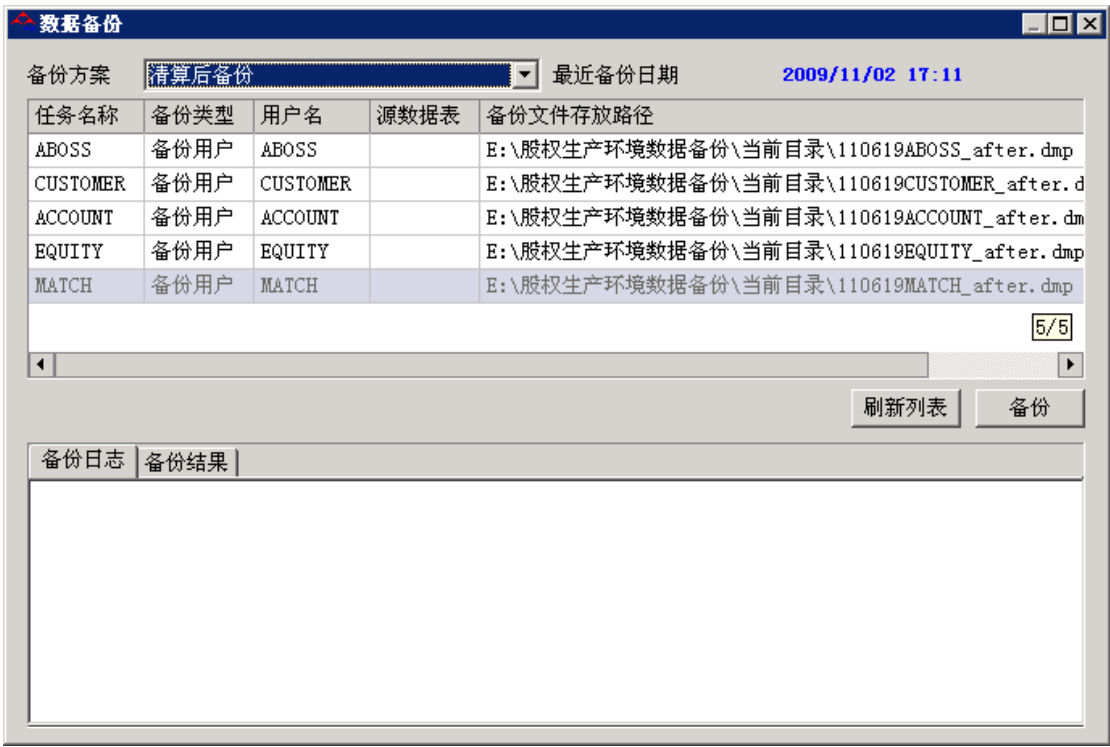 数据备份
备份方案 清算后备份 最近备份日期 2009/11/02 17:11
任务名称 备份类型 用户名 源数据表 备份文件存放路径
ABOSS 备份用户 ABOSS E:\股权生产环境数据备份\当前目录\110619ABOSS_after.dmp
CUSTOMER 备份用户 CUSTOMER E:\股权生产环境数据备份\当前目录\110619CUSTOMER_after.d
ACCOUNT 备份用户 ACCOUNT E:\股权生产环境数据备份\当前目录\110619ACCOUNT_after.dm
EQUITY 备份用户 EQUITY E:\股权生产环境数据备份\当前目录\110619EQUITY_after.dmp
MATCH 备份用户 MATCH E:\股权生产环境数据备份\当前目录\110619MATCH_after.dmp
5/5
刷新列表 备份
备份日志 备份结果